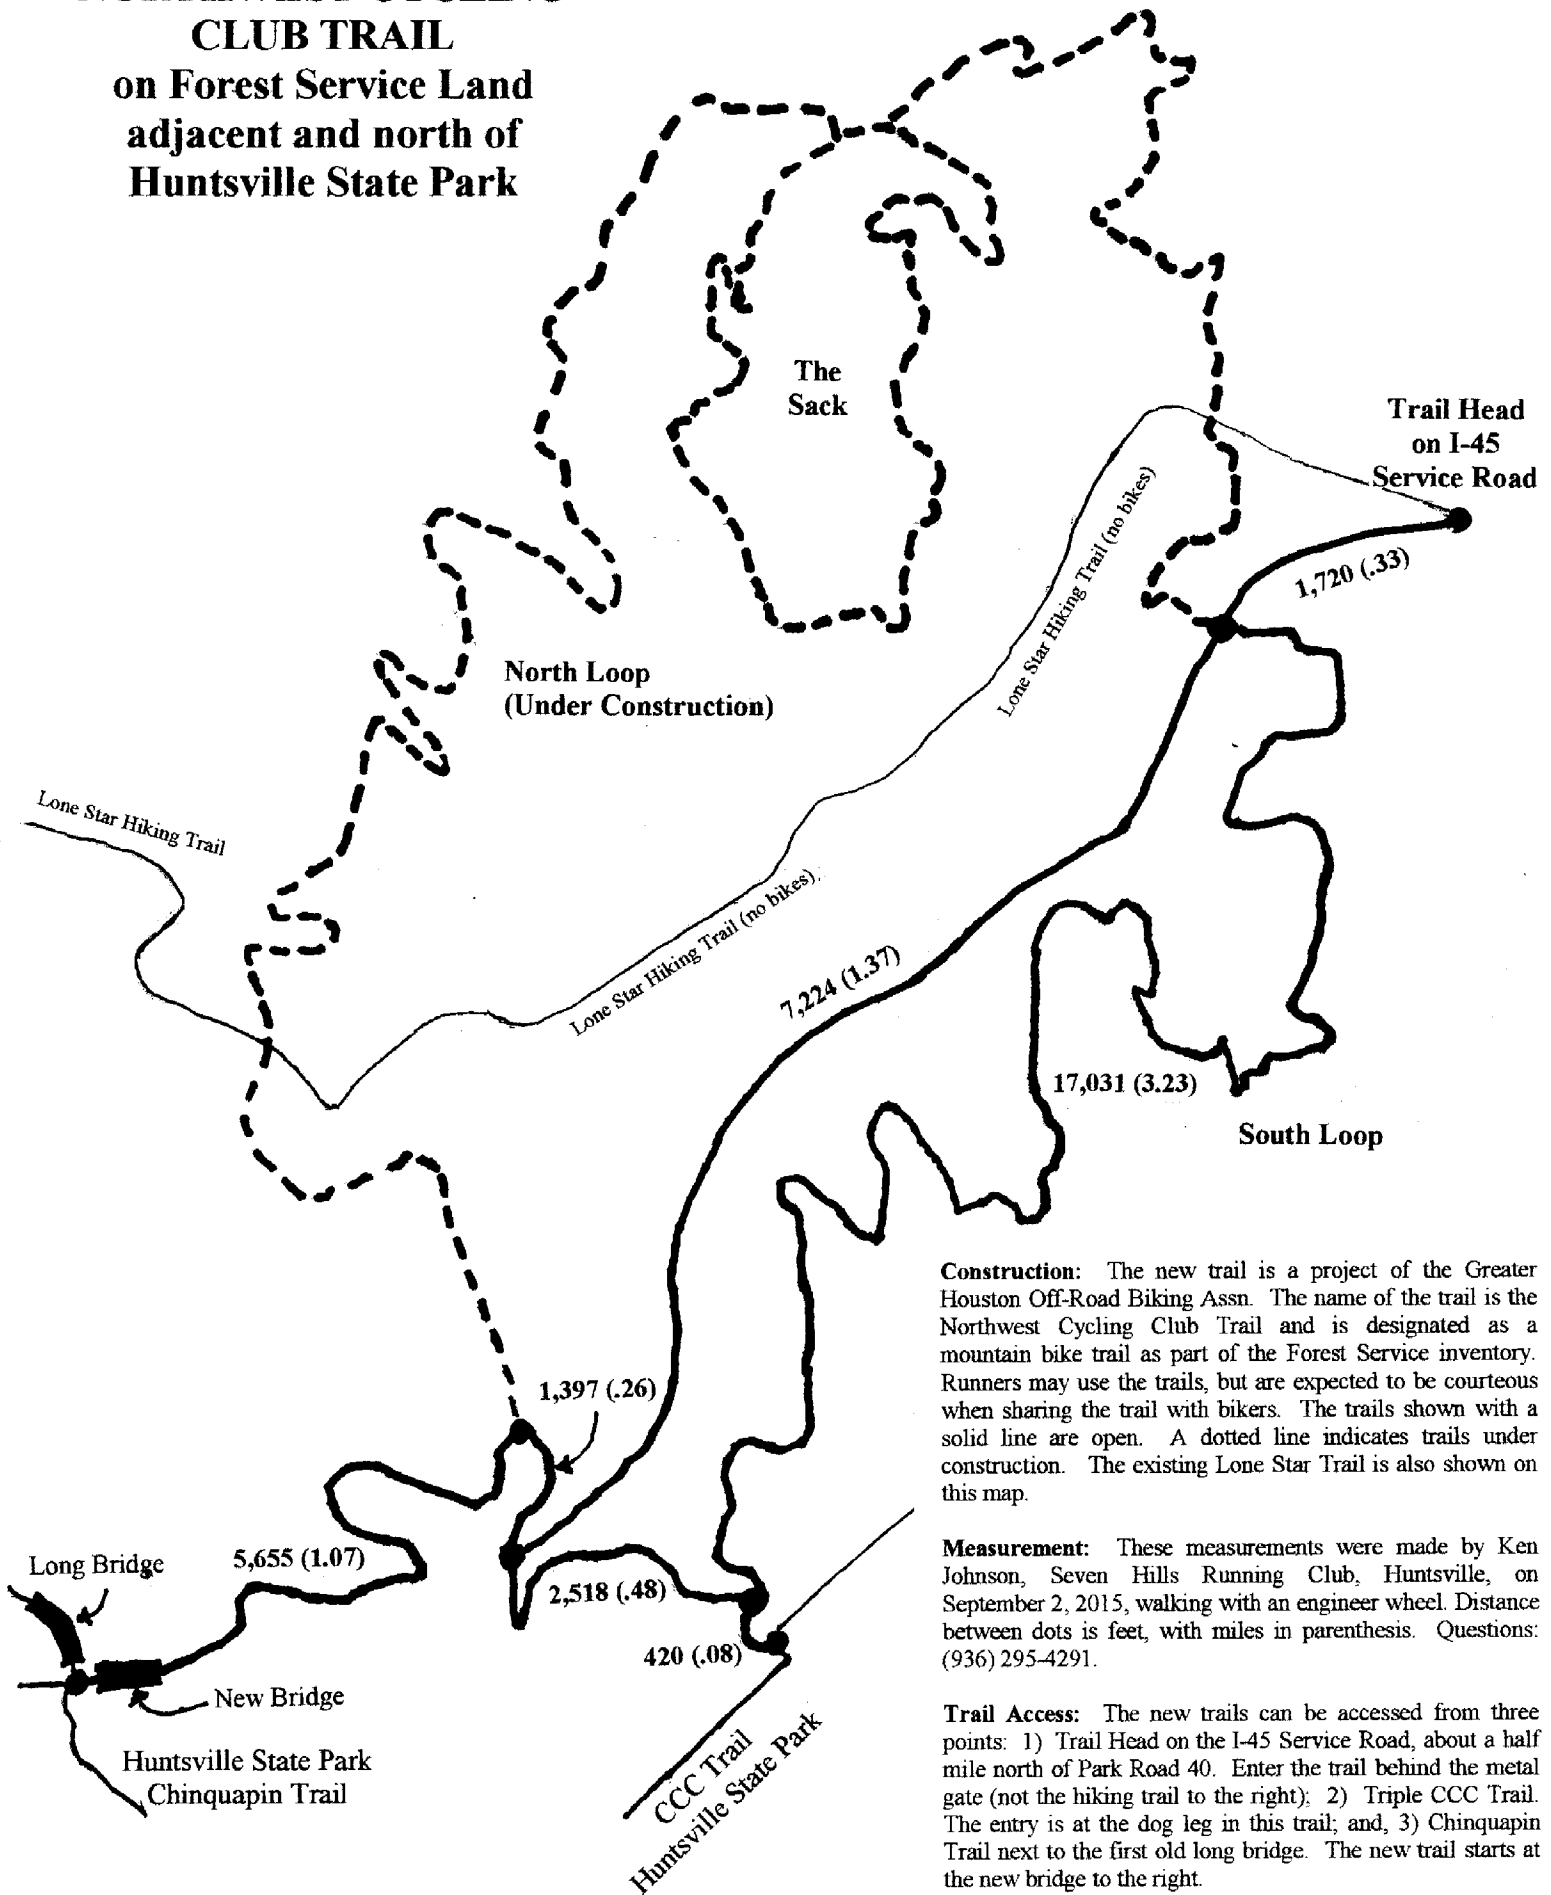 CLUB TRAIL
on Forest Service Land
adjacent and north of
Huntsville State Park
The
Sack
Trail Head
on I-45
Service Road
1,720 (.33)
Lone Star Hiking Trail (no bikes)
North Loop
(Under Construction)
Lone Star Hiking Trail
Lone Star Hiking Trail (no bikes)
7,224 (1.37)
17,031 (3.23)
South Loop
1,397 (.26)
5,655 (1.07)
Long Bridge
2,518 (.48)
420 (.08)
New Bridge
Huntsville State Park
Chinquapin Trail
CCC Trail
Huntsville State Park
Construction: The new trail is a project of the Greater
Houston Off-Road Biking Assn. The name of the trail is the
Northwest Cycling Club Trail and is designated as a
mountain bike trail as part of the Forest Service inventory.
Runners may use the trails, but are expected to be courteous
when sharing the trail with bikers. The trails shown with a
solid line are open. A dotted line indicates trails under
construction. The existing Lone Star Trail is also shown on
this map.
Measurement: These measurements were made by Ken
Johnson, Seven Hills Running Club, Huntsville, on
September 2, 2015, walking with an engineer wheel. Distance
between dots is feet, with miles in parenthesis. Questions:
(936) 295-4291.
Trail Access: The new trails can be accessed from three
points: 1) Trail Head on the I-45 Service Road, about a half
mile north of Park Road 40. Enter the trail behind the metal
gate (not the hiking trail to the right); 2) Triple CCC Trail.
The entry is at the dog leg in this trail; and, 3) Chinquapin
Trail next to the first old long bridge. The new trail starts at
the new bridge to the right.